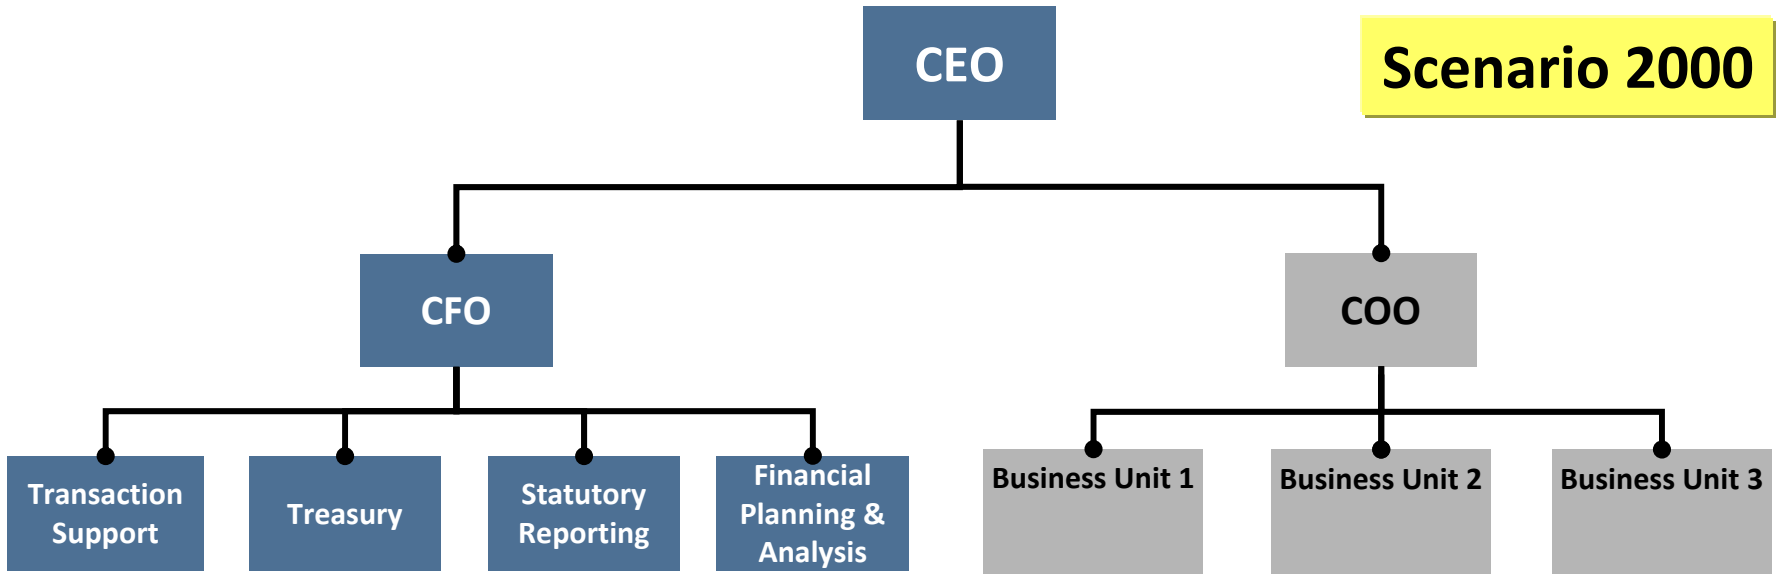 CEO
Scenario 2000
CFO
COO
Transaction
Support
Treasury
Statutory
Reporting
Financial
Planning &
Analysis
Business Unit 1
Business Unit 2
Business Unit 3